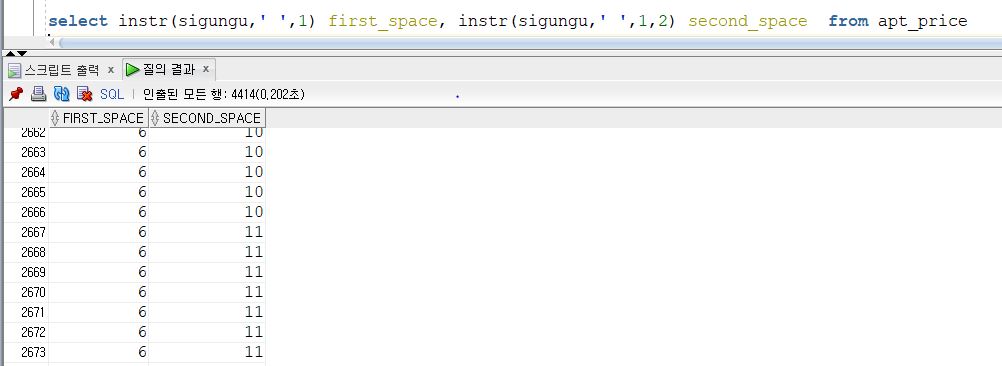 select instr(sigungu,' ',1) first_space, instr(sigungu,' ',1,2) second_space  from apt_price
스크립트 출력 x 질의 결과 x
SQL | 인출된 모든 행: 4414(0,202초)
FIRST_SPACE SECOND_SPACE
2662 6 10
2663 6 10
2664 6 10
2665 6 10
2666 6 10
2667 6 11
2668 6 11
2669 6 11
2670 6 11
2671 6 11
2672 6 11
2673 6 11